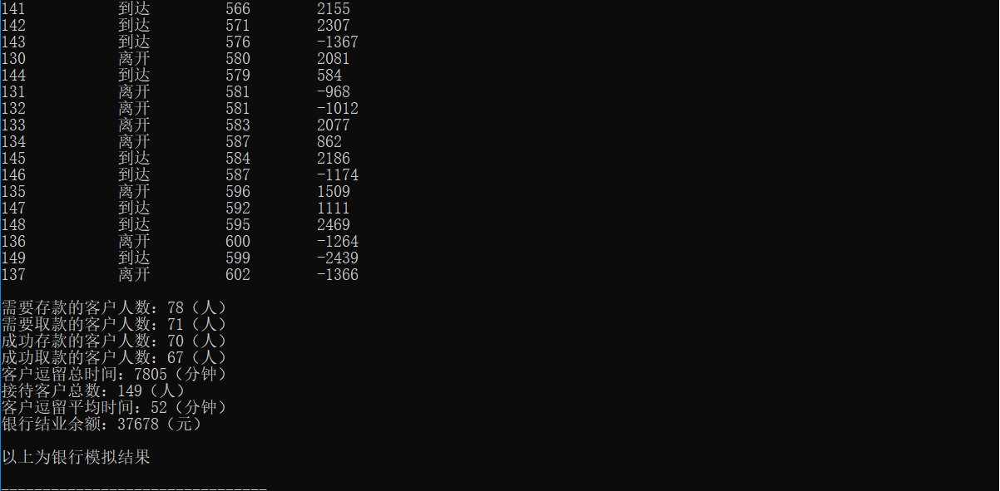 141 到达 566 2155
142 到达 571 2307
143 到达 576 -1367
130 离开 580 2081
144 到达 579 584
131 离开 581 -968
132 离开 581 -1012
133 离开 583 2077
134 离开 587 862
145 到达 584 2186
146 到达 587 -1174
135 离开 596 1509
147 到达 592 1111
148 到达 595 2469
136 离开 600 -1264
149 到达 599 -2439
137 离开 602 -1366
需要存款的客户人数：78（人）
需要取款的客户人数：71（人）
成功存款的客户人数：70（人）
成功取款的客户人数：67（人）
客户逗留总时间：7805（分钟）
接待客户总数：149（人）
客户逗留平均时间：52（分钟）
银行结业余额：37678（元）
以上为银行模拟结果
--------------------------------